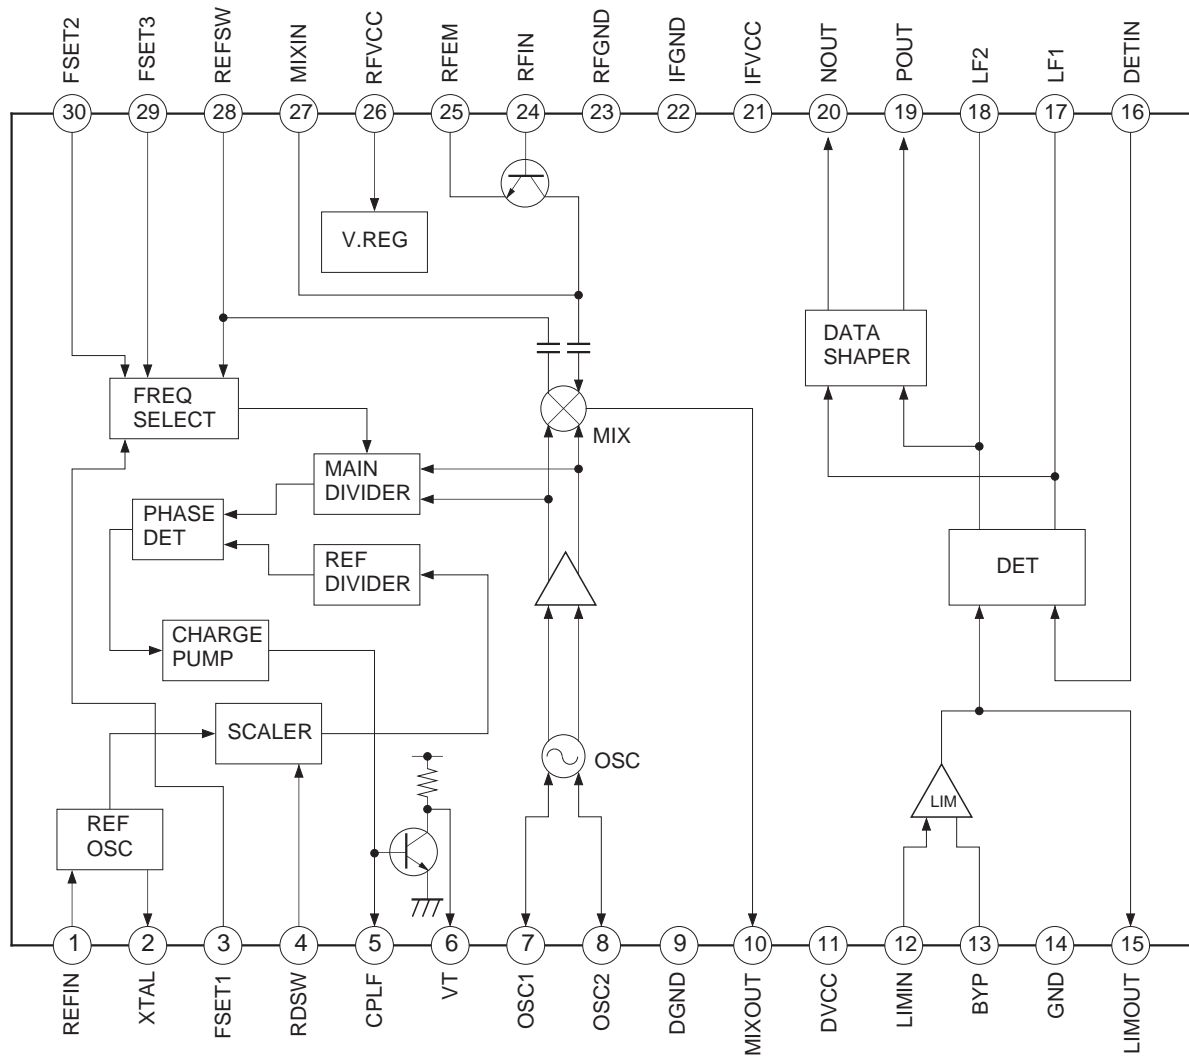 FSET2
FSET3
REFSW
MIXIN
RFVCC
RFEM
RFIN
RFGND
IFGND
IFVCC
NOUT
POUT
LF2
LF1
DETIN
30
29
28
27
26
25
24
23
22
21
20
19
18
17
16
V.REG
DATA
SHAPER
FREQ
SELECT
MIX
MAIN
DIVIDER
PHASE
DET
REF
DIVIDER
DET
CHARGE
PUMP
SCALER
OSC
LIM
REF
OSC
1
2
3
4
5
6
7
8
9
10
11
12
13
14
15
REFIN
XTAL
FSET1
RDSW
CPLF
VT
OSC1
OSC2
DGND
MIXOUT
DVCC
LIMIN
BYP
GND
LIMOUT